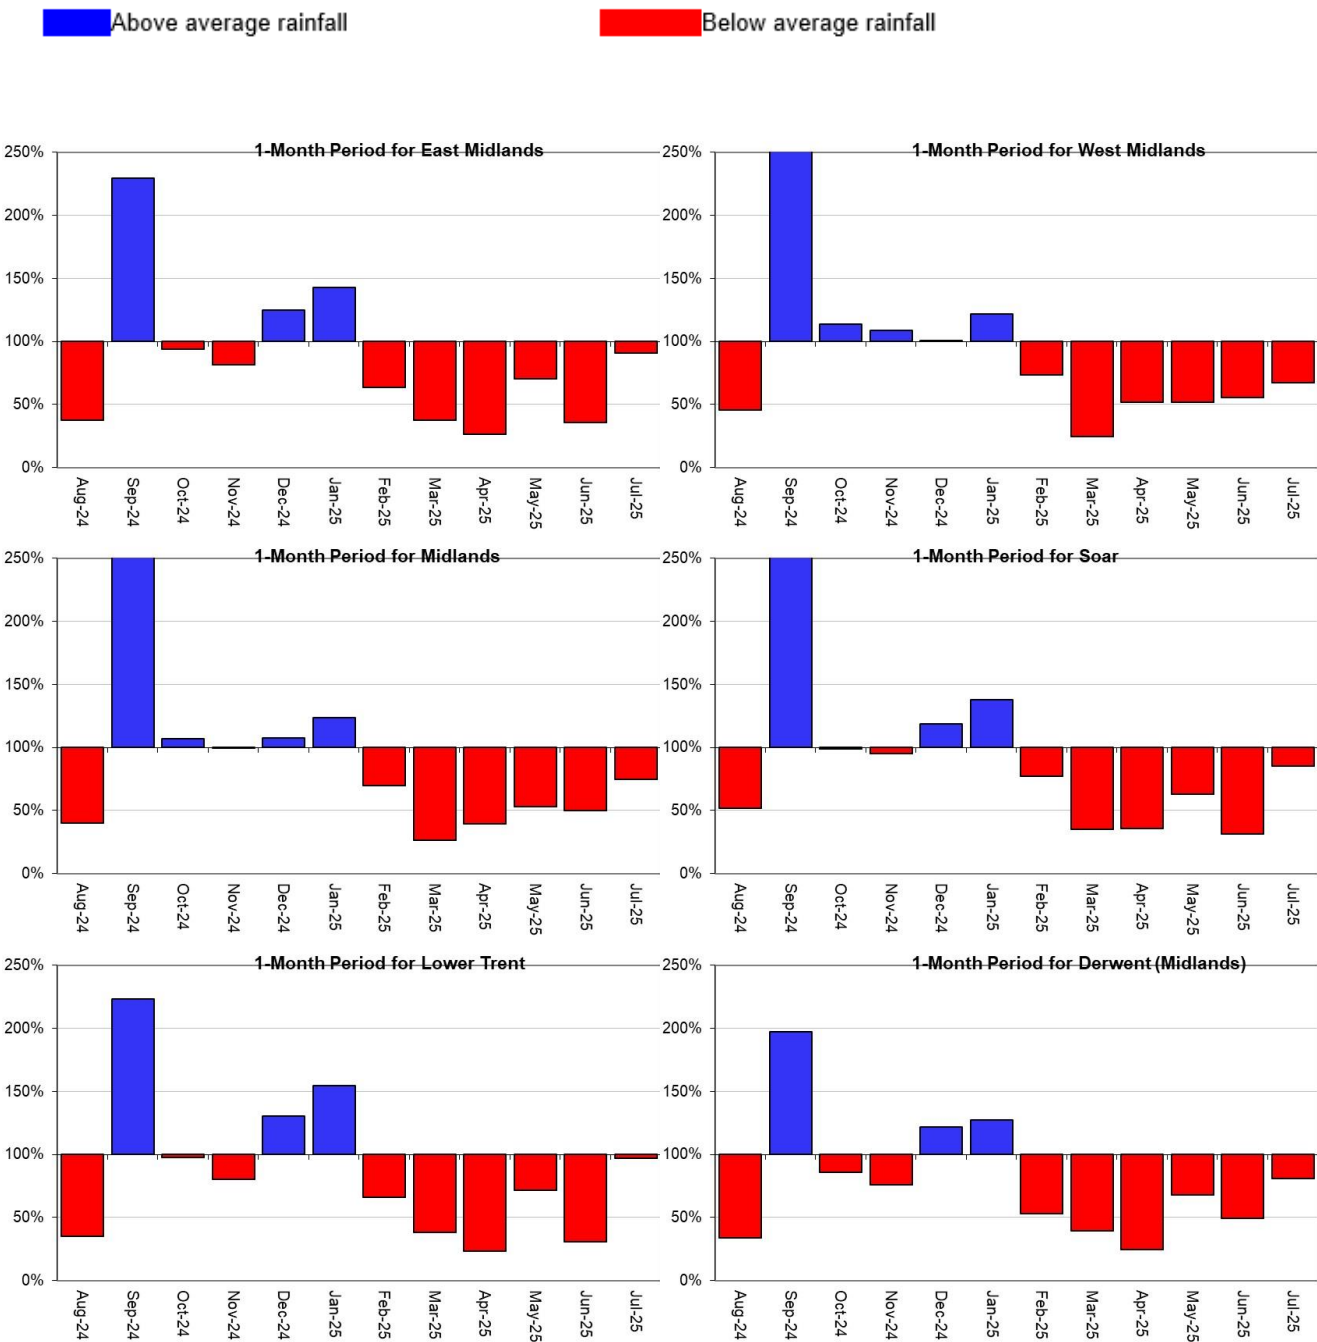 Above average rainfall
Below average rainfall
1-Month Period for East Midlands
250%
200%
150%
100%
50%
0%
Aug-24
Sep-24
Oct-24
Nov-24
Dec-24
Jan-25
Feb-25
Mar-25
Apr-25
May-25
Jun-25
Jul-25
1-Month Period for West Midlands
250%
200%
150%
100%
50%
0%
Aug-24
Sep-24
Oct-24
Nov-24
Dec-24
Jan-25
Feb-25
Mar-25
Apr-25
May-25
Jun-25
Jul-25
1-Month Period for Midlands
250%
200%
150%
100%
50%
0%
Aug-24
Sep-24
Oct-24
Nov-24
Dec-24
Jan-25
Feb-25
Mar-25
Apr-25
May-25
Jun-25
Jul-25
1-Month Period for Soar
250%
200%
150%
100%
50%
0%
Aug-24
Sep-24
Oct-24
Nov-24
Dec-24
Jan-25
Feb-25
Mar-25
Apr-25
May-25
Jun-25
Jul-25
1-Month Period for Lower Trent
250%
200%
150%
100%
50%
0%
Aug-24
Sep-24
Oct-24
Nov-24
Dec-24
Jan-25
Feb-25
Mar-25
Apr-25
May-25
Jun-25
Jul-25
1-Month Period for Derwent (Midlands)
250%
200%
150%
100%
50%
0%
Aug-24
Sep-24
Oct-24
Nov-24
Dec-24
Jan-25
Feb-25
Mar-25
Apr-25
May-25
Jun-25
Jul-25